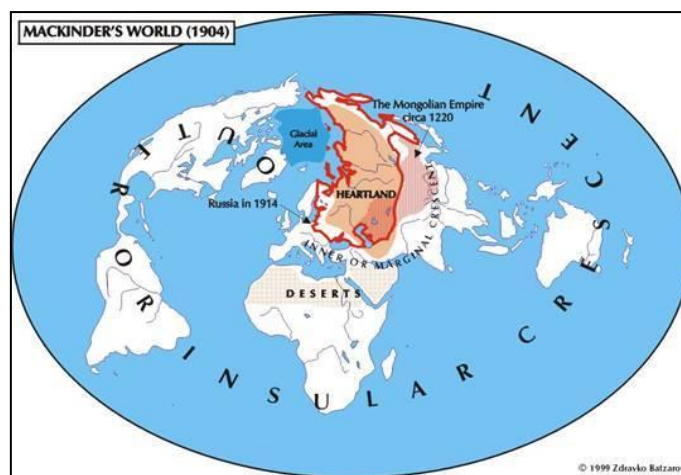 MACKINDER'S WORLD (1904)
The Mongolian Empire
circa 1220
Glacial
Area
HEARTLAND
Russia in 1914
INNER OR MARGINAL CRESCENT
DESERTS
OUTTER OR INSULAR CRESCENT
© 1999 Zdravko Batzarov